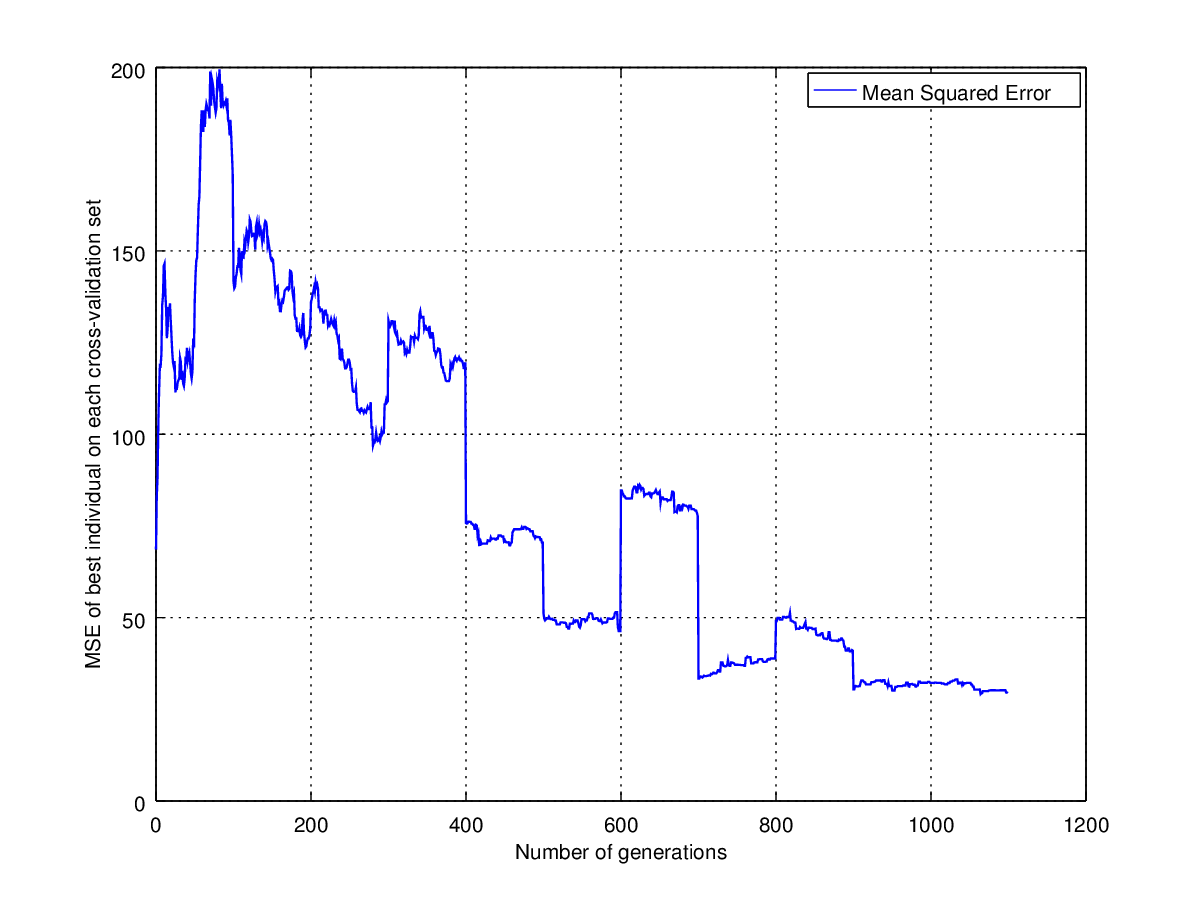 Mean Squared Error
MSE of best individual on each cross-validation set
200
150
100
50
0
0 200 400 600 800 1000 1200
Number of generations